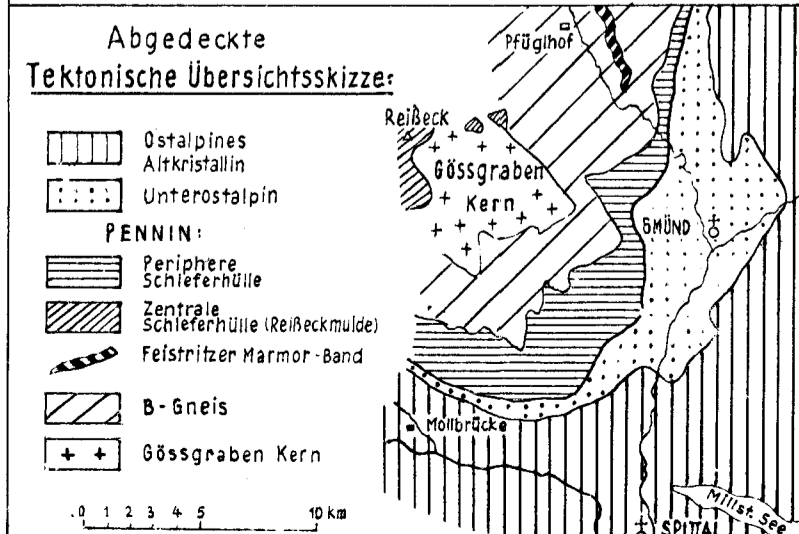 Abgedeckte
Tektonische Übersichtsskizze:
Ostalpines
Altkristallin
Unterostalpin
PENNIN:
Periphere
Schieferhülle
Zentrale
Schieferhülle (Reißeckmulde)
Feistritzer Marmor-Band
B-Gneis
Gössgraben Kern
0 1 2 3 4 5 10 km
Pfüglhof
Reißeck
Gössgraben
Kern
GMÜND
Möllbrücke
Millst. See
SPITTAL